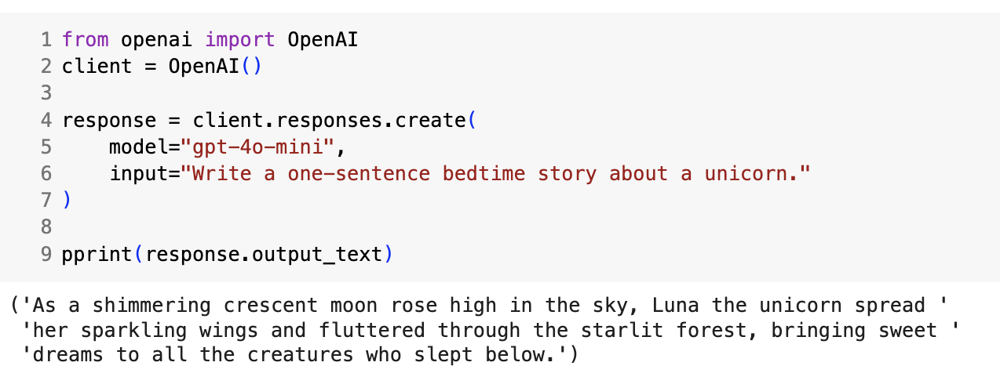 1 from openai import OpenAI
2 client = OpenAI()
3
4 response = client.responses.create(
5     model="gpt-4o-mini",
6     input="Write a one-sentence bedtime story about a unicorn."
7 )
8
9 pprint(response.output_text)
('As a shimmering crescent moon rose high in the sky, Luna the unicorn spread '
 'her sparkling wings and fluttered through the starlit forest, bringing sweet '
 'dreams to all the creatures who slept below.')